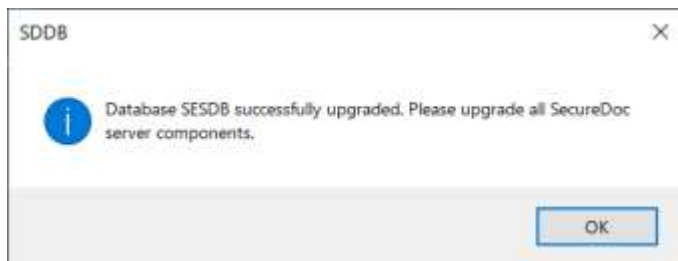 SDDB
Database SESDB successfully upgraded. Please upgrade all SecureDoc
server components.
OK